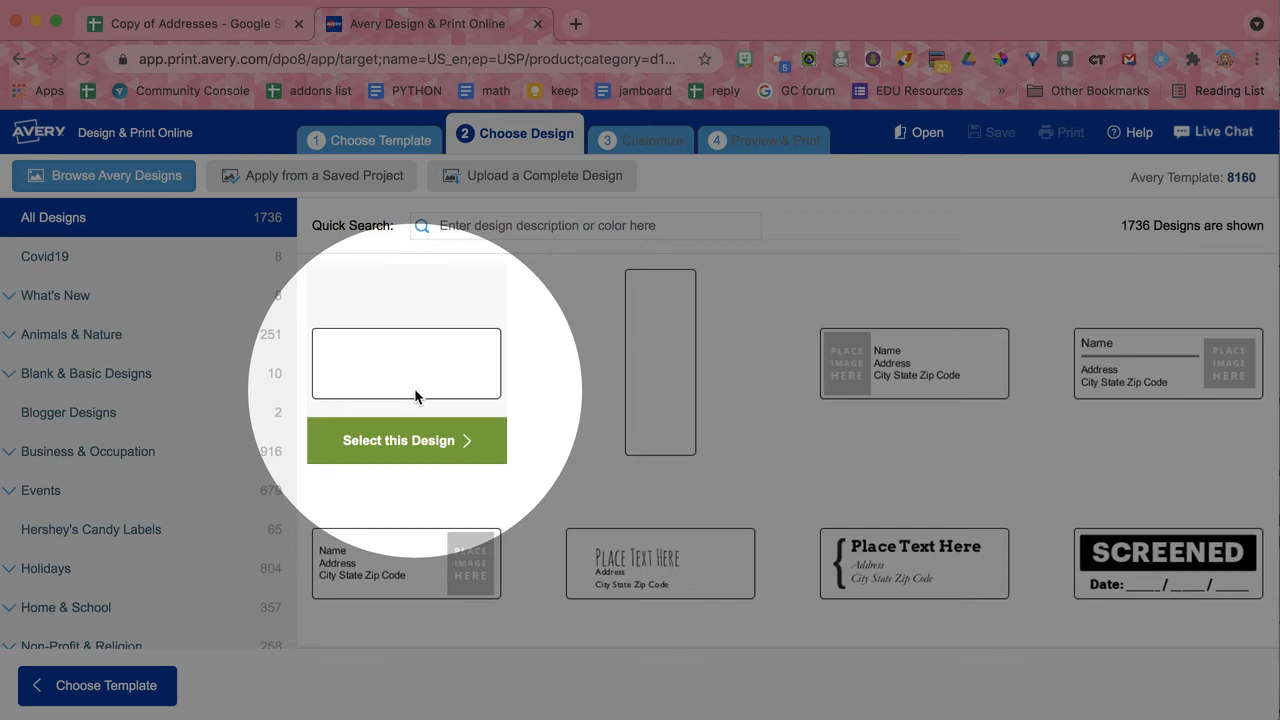 Copy of Addresses - Google S
Avery Design & Print Online
app.print.avery.com/dpo8/app/target;name=US_en;ep=USP/product;category=d1...
5
22
CT
Apps
Community Console
addons list
PYTHON
math
keep
jamboard
reply
GC forum
EDU Resources
»
Other Bookmarks
Reading List
AVERY
Design & Print Online
1 Choose Template
2 Choose Design
3 Customize
4 Preview & Print
Open
Save
Print
Help
Live Chat
Browse Avery Designs
Apply from a Saved Project
Upload a Complete Design
Avery Template: 8160
All Designs 1736
Quick Search:
Enter design description or color here
1736 Designs are shown
Covid19 8
What's New 8
Animals & Nature 251
Blank & Basic Designs 10
Blogger Designs 2
Business & Occupation 916
Events 679
Hershey's Candy Labels 65
Holidays 804
Home & School 357
Non-Profit & Religion 258
Select this Design
PLACE
IMAGE
HERE
Name
Address
City State Zip Code
Name
Address
City State Zip Code
PLACE
IMAGE
HERE
Name
Address
City State Zip Code
PLACE
IMAGE
HERE
PLACE TEXT HERE
Address
City State Zip Code
{
Place Text Here
Address
City State Zip Code
SCREENED
Date: ____/____/____
Choose Template